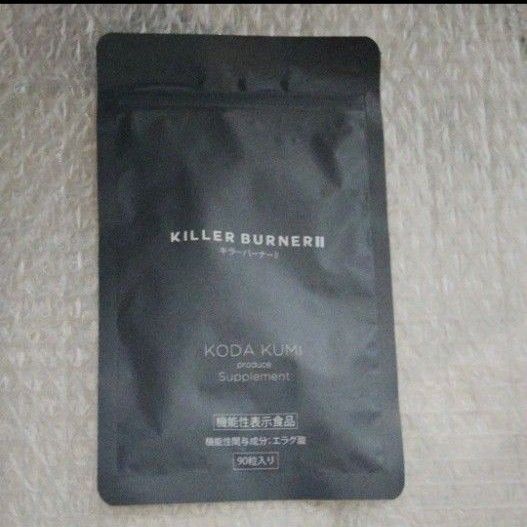 KILLER BURNERⅡ
キラーバーナーⅡ
KODA KUMI
produce
Supplement
機能性表示食品
機能性関与成分:エラグ酸
90粒入り